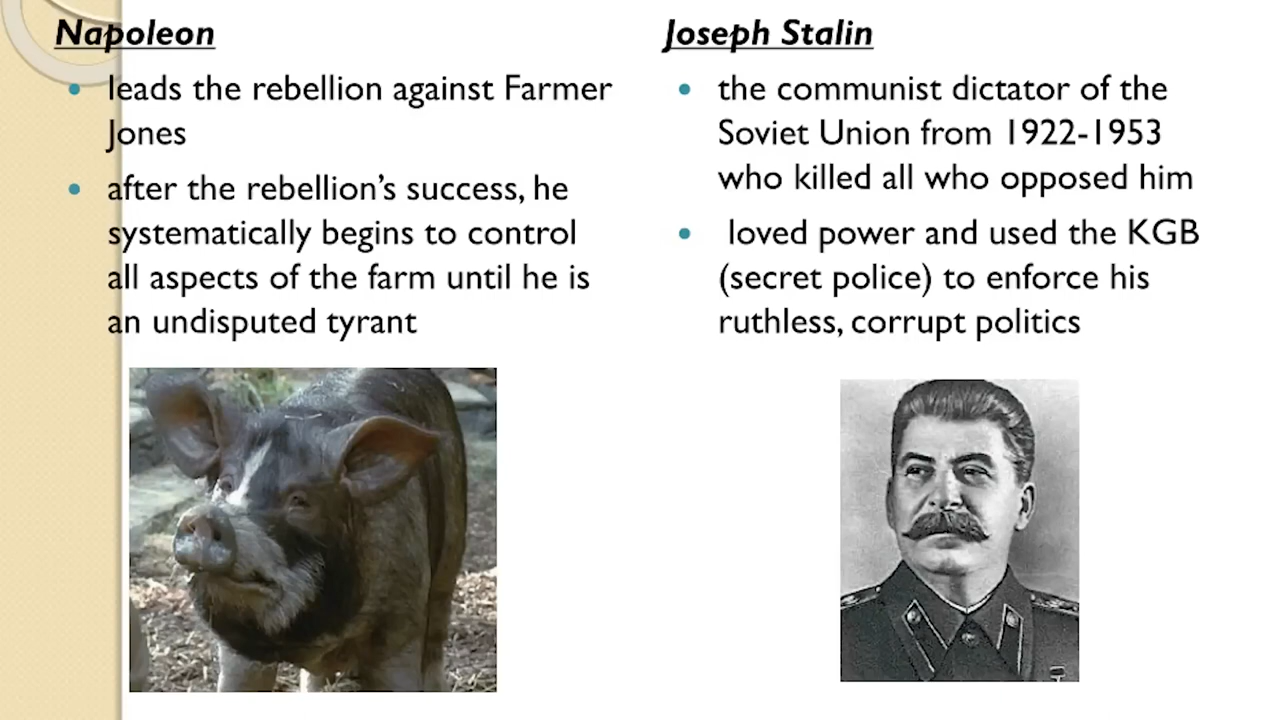 Napoleon
leads the rebellion against Farmer
Jones
after the rebellion's success, he
systematically begins to control
all aspects of the farm until he is
an undisputed tyrant
Joseph Stalin
the communist dictator of the
Soviet Union from 1922-1953
who killed all who opposed him
loved power and used the KGB
(secret police) to enforce his
ruthless, corrupt politics